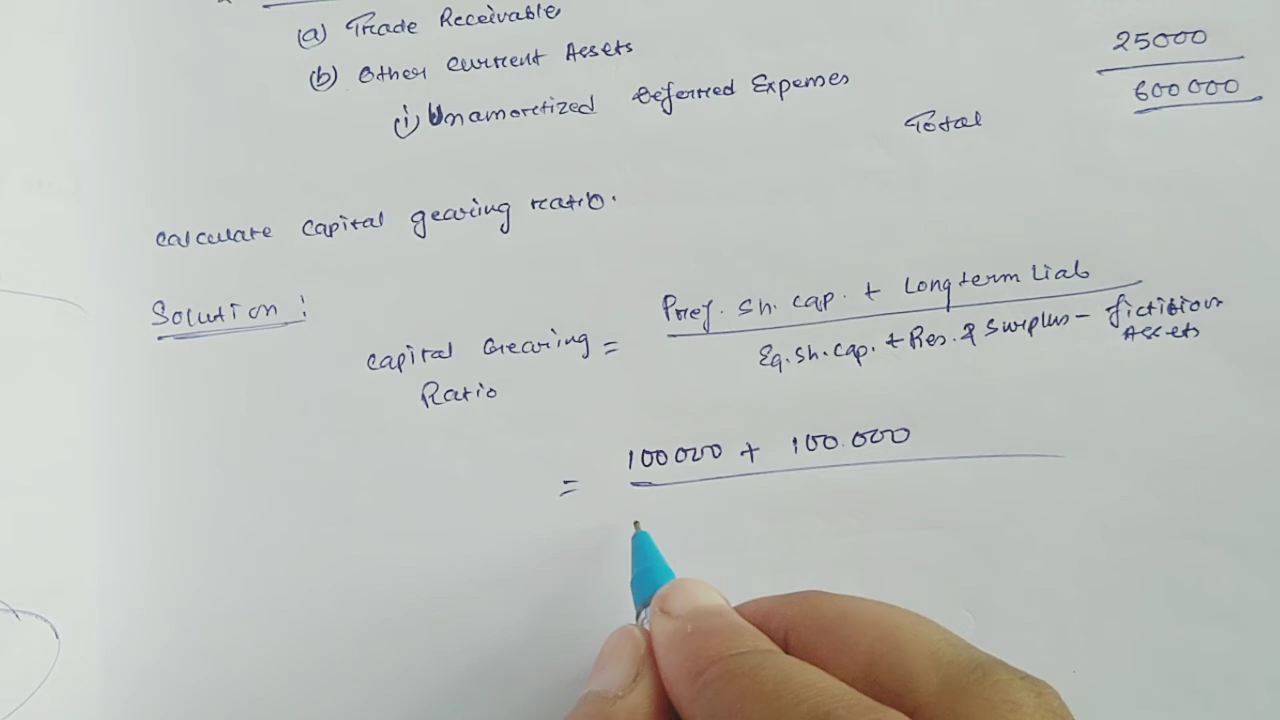 (a) Trade Receivable
(b) Other current Assets
(i) Unamortized Deferred Expenses 25000
Total 600000
Calculate capital gearing ratio.
Solution :
Capital Gearing Ratio = Pref. Sh. Cap. + Long term Liab
Eq. Sh. Cap. + Res. & Surplus - fictitious Assets
= 100000 + 100.000